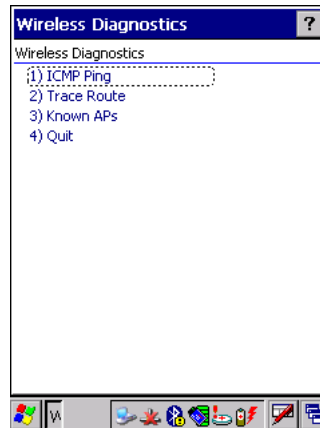 Wireless Diagnostics ?
Wireless Diagnostics
1) ICMP Ping
2) Trace Route
3) Known APs
4) Quit